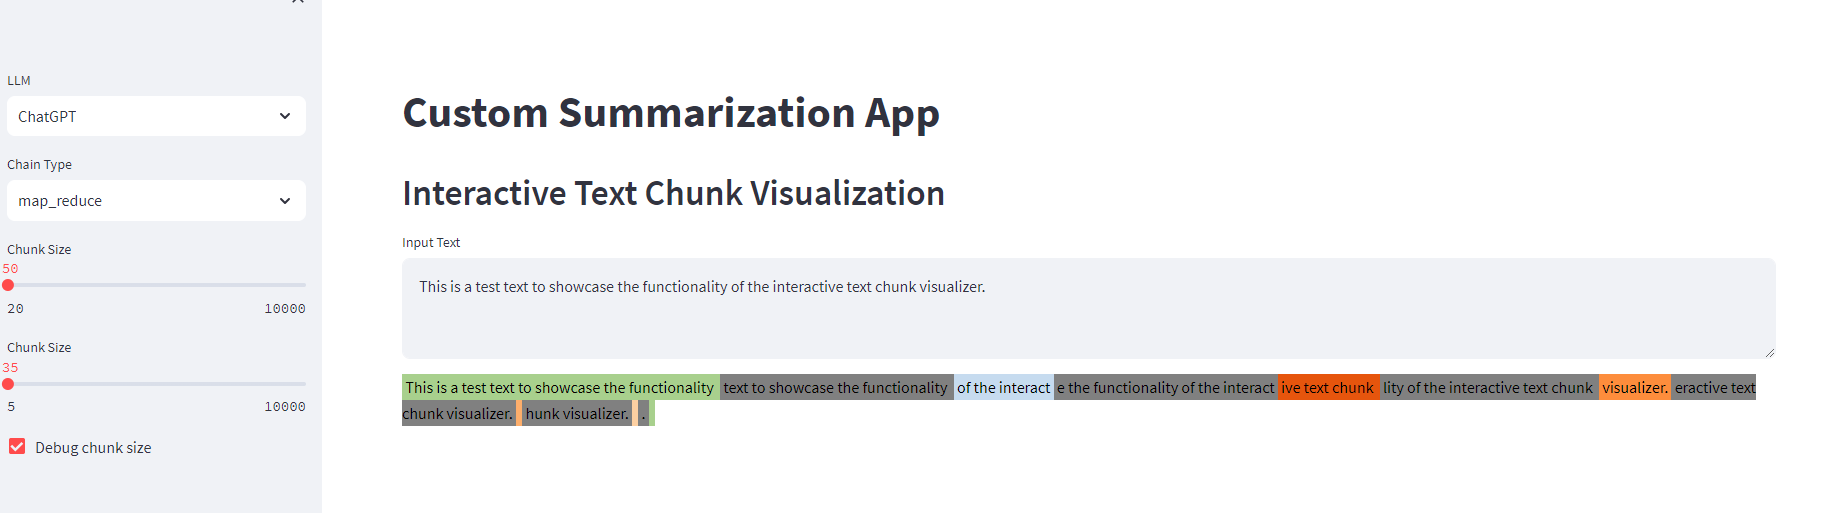 LLM
ChatGPT
Chain Type
map_reduce
Chunk Size
50
20 10000
Chunk Size
35
5 10000
Debug chunk size
Custom Summarization App
Interactive Text Chunk Visualization
Input Text
This is a test text to showcase the functionality of the interactive text chunk visualizer.
This is a test text to showcase the functionality text to showcase the functionality of the interact e the functionality of the interact ive text chunk lity of the interactive text chunk visualizer. eractive text
chunk visualizer. hunk visualizer. .